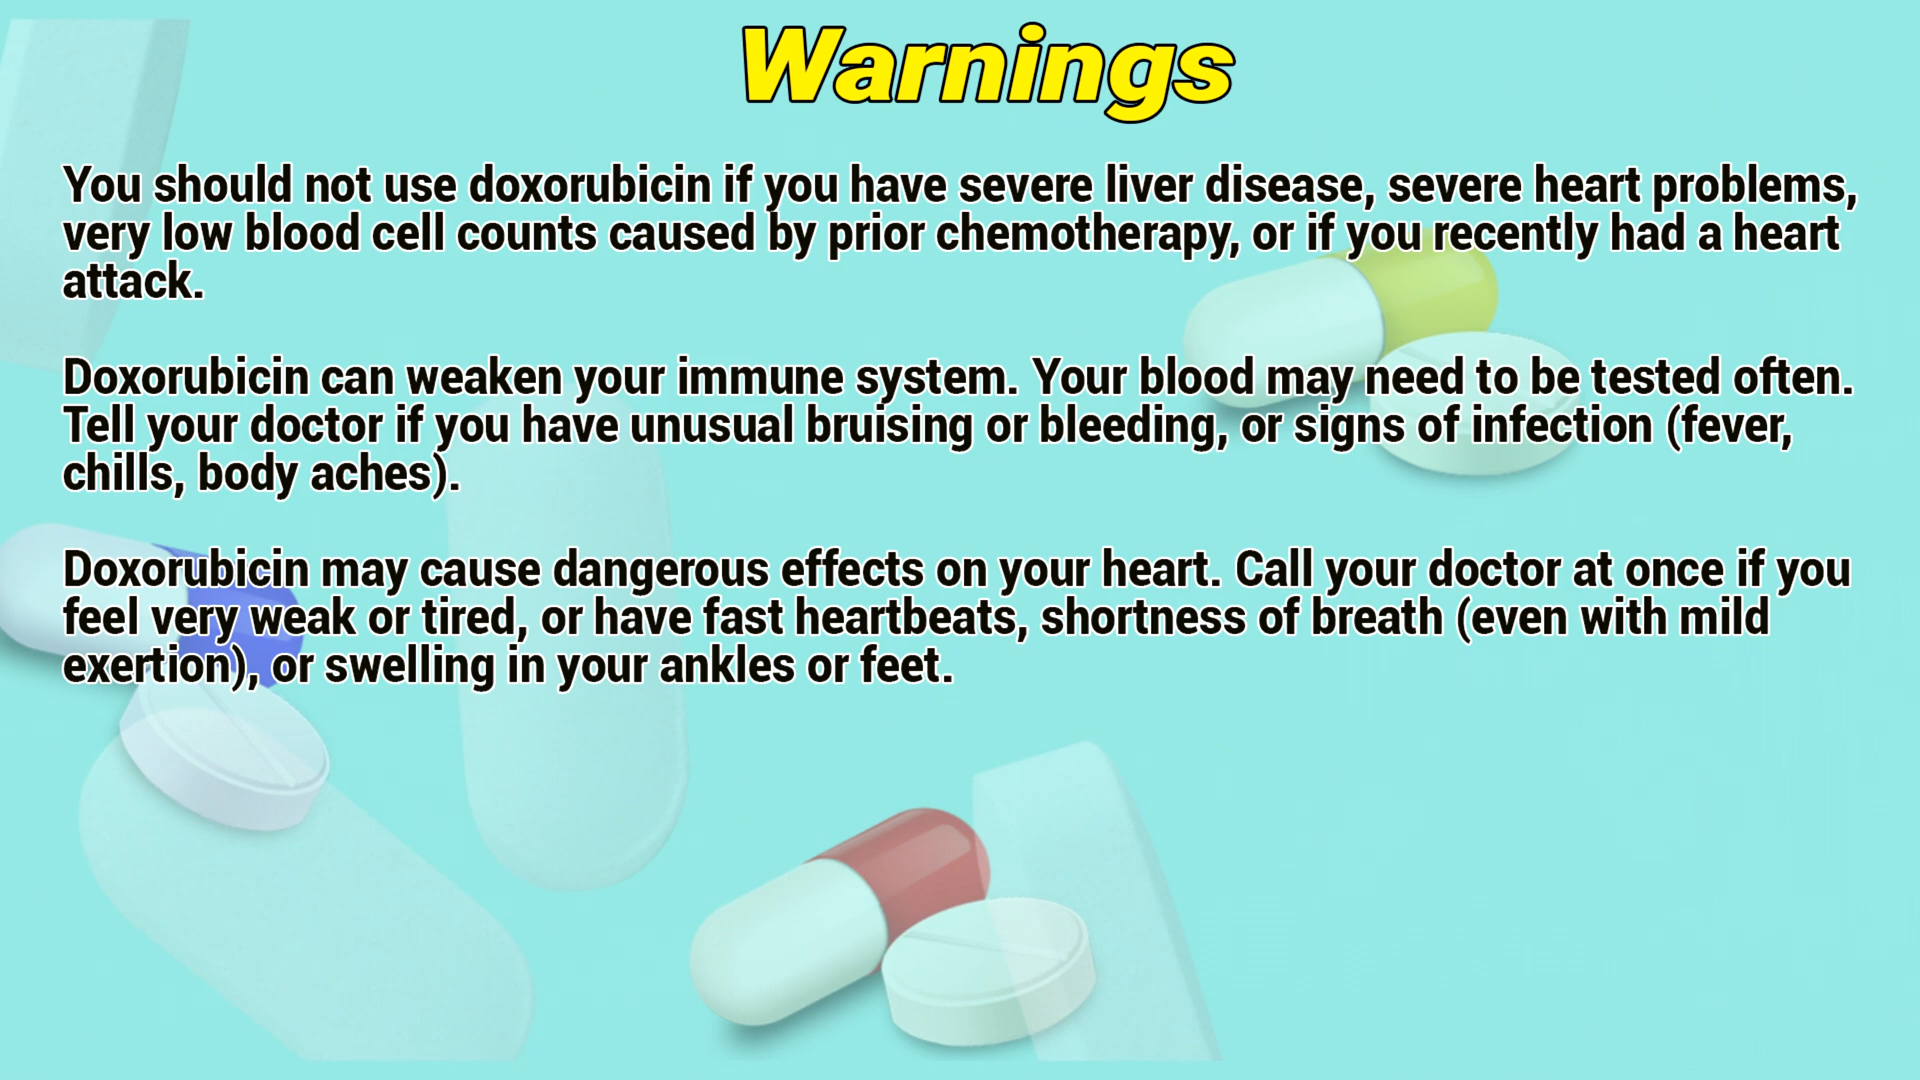 Warnings
You should not use doxorubicin if you have severe liver disease, severe heart problems,
very low blood cell counts caused by prior chemotherapy, or if you recently had a heart
attack.
Doxorubicin can weaken your immune system. Your blood may need to be tested often.
Tell your doctor if you have unusual bruising or bleeding, or signs of infection (fever,
chills, body aches).
Doxorubicin may cause dangerous effects on your heart. Call your doctor at once if you
feel very weak or tired, or have fast heartbeats, shortness of breath (even with mild
exertion), or swelling in your ankles or feet.